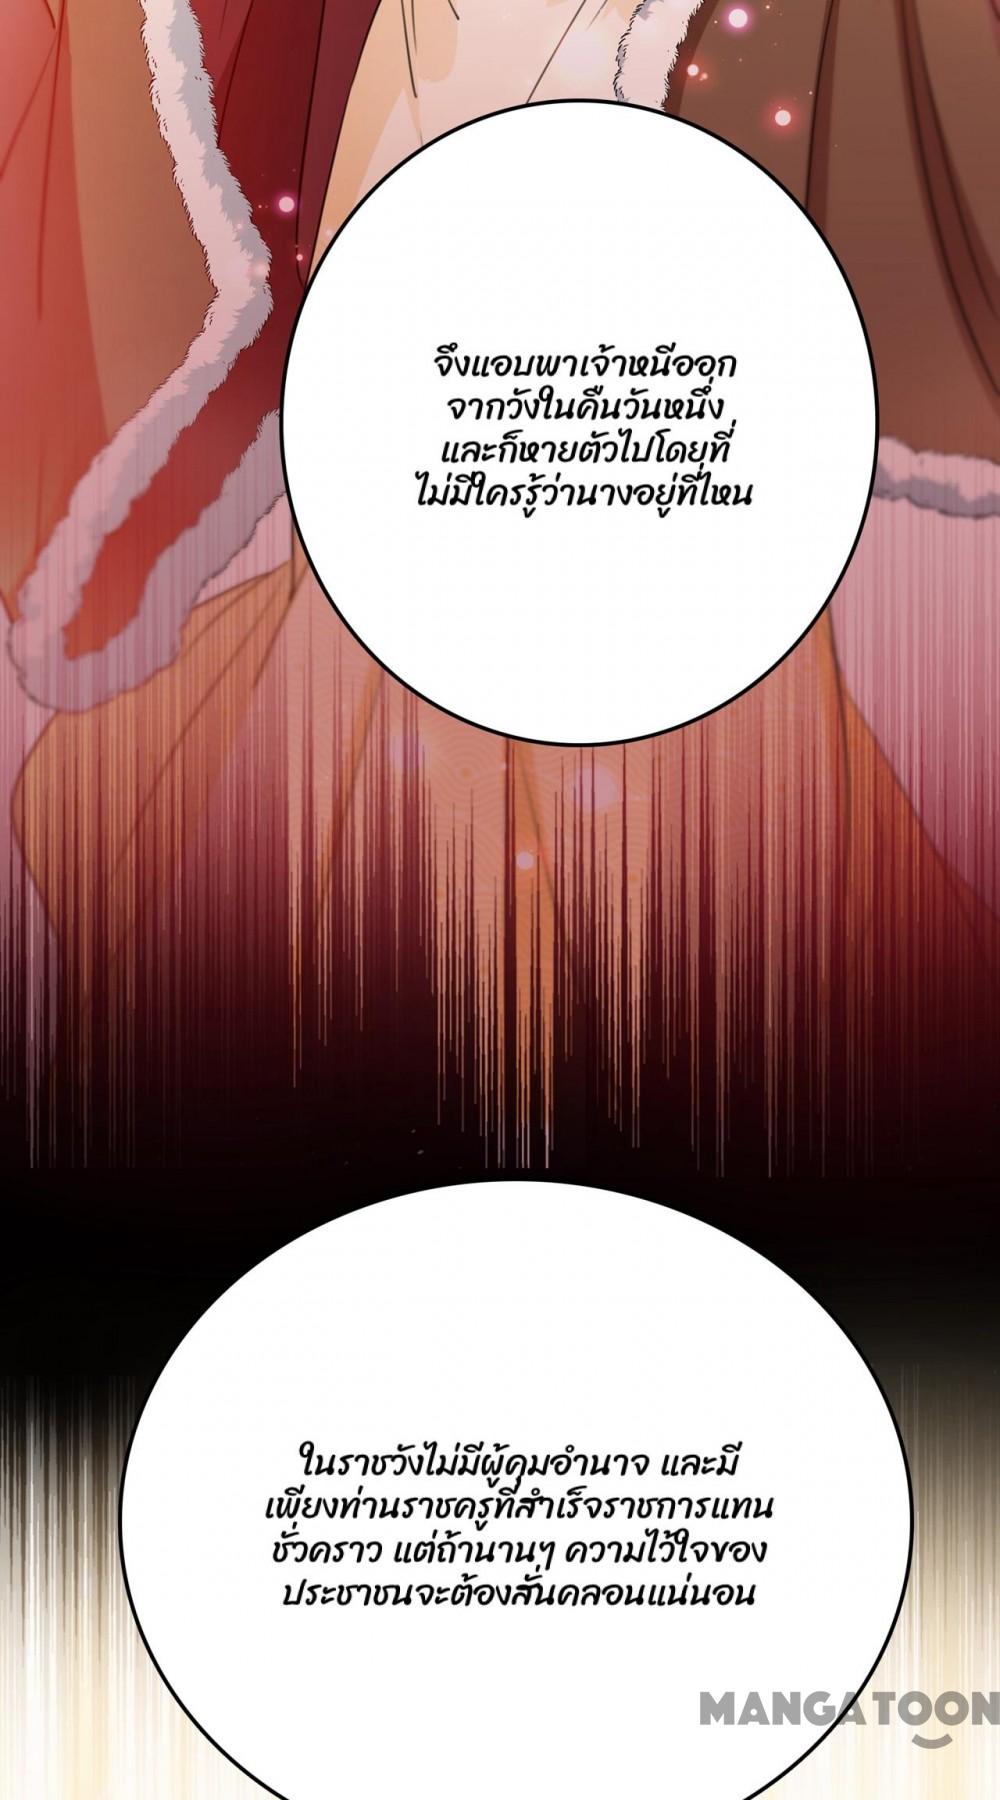 จึงแอบพาเจ้าหนีออก
จากวังในคืนวันหนึ่ง
และก็หายตัวไปโดยที่
ไม่มีใครรู้ว่านางอยู่ที่ไหน
ในราชวังไม่มีผู้คุมอำนาจ และมี
เพียงท่านราชครูที่สำเร็จราชการแทน
ชั่วคราว แต่ถ้านานๆ ความไว้ใจของ
ประชาชนจะต้องสั่นคลอนแน่นอน
MANGATOON